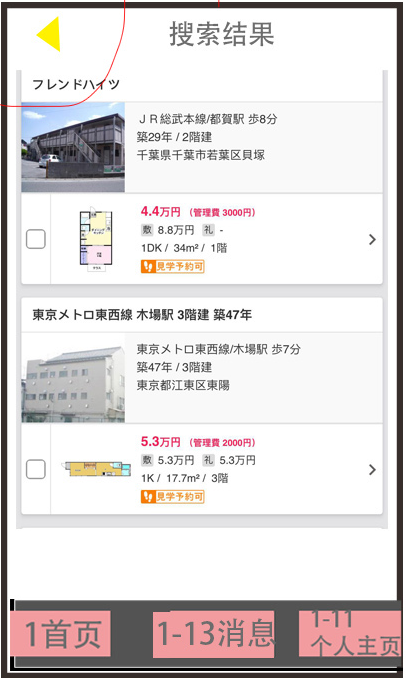 搜索结果
フレンドハイツ
ＪＲ総武本線/都賀駅 歩8分
築29年 / 2階建
千葉県千葉市若葉区貝塚
4.4万円 （管理費 3000円）
敷 8.8万円 礼 -
1DK / 34m² / 1階
見学予約可
東京メトロ東西線 木場駅 3階建 築47年
東京メトロ東西線/木場駅 歩7分
築47年 / 3階建
東京都江東区東陽
5.3万円 （管理費 2000円）
敷 5.3万円 礼 5.3万円
1K / 17.7m² / 3階
見学予約可
1首页
1-13消息
1-11
个人主页